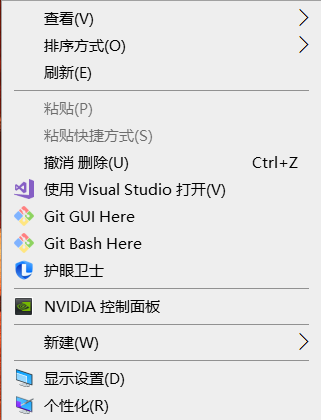 查看(V)
排序方式(O)
刷新(E)
粘贴(P)
粘贴快捷方式(S)
撤消 删除(U) Ctrl+Z
使用 Visual Studio 打开(V)
Git GUI Here
Git Bash Here
护眼卫士
NVIDIA 控制面板
新建(W)
显示设置(D)
个性化(R)